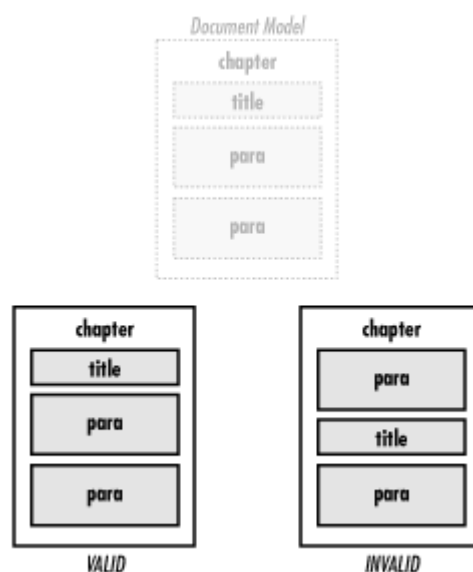 Document Model
chapter
title
para
para
chapter
title
para
para
VALID
chapter
para
title
para
INVALID